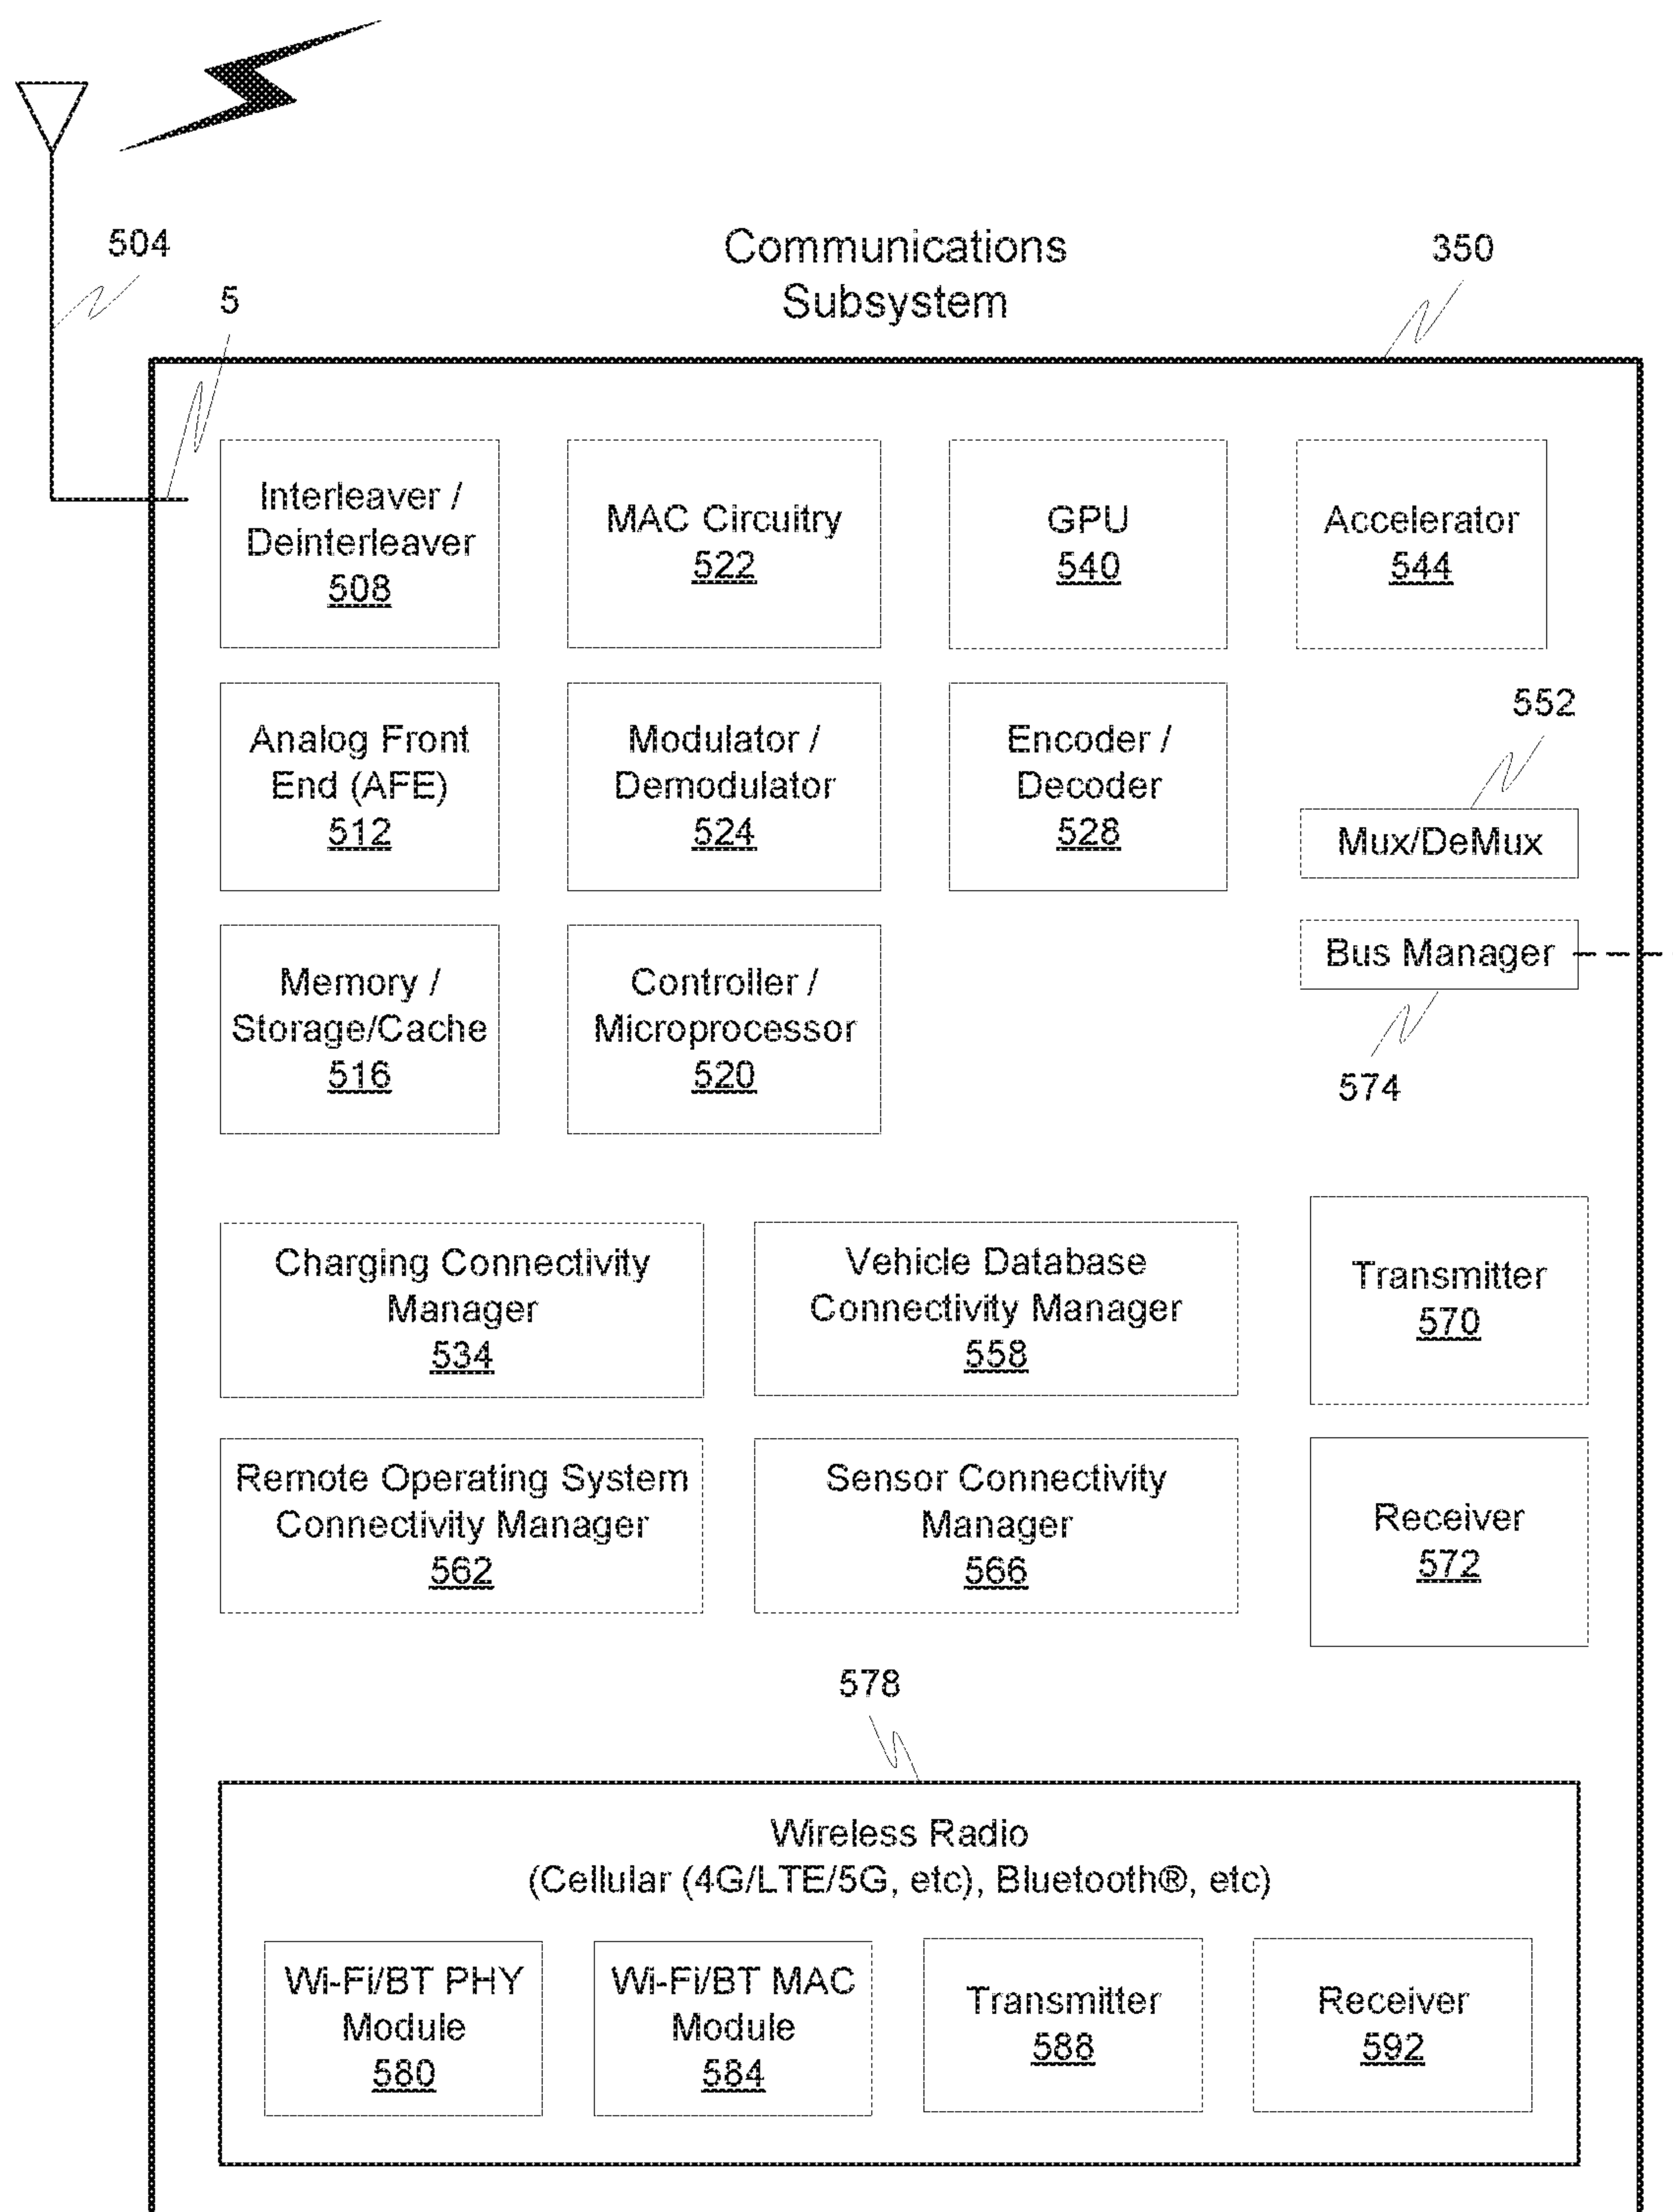 504
5
Communications
Subsystem
350
Interleaver /
Deinterleaver
508
MAC Circuitry
522
GPU
540
Accelerator
544
Analog Front
End (AFE)
512
Modulator /
Demodulator
524
Encoder /
Decoder
528
552
Mux/DeMux
Bus Manager
574
Memory /
Storage/Cache
516
Controller /
Microprocessor
520
Charging Connectivity
Manager
534
Vehicle Database
Connectivity Manager
558
Transmitter
570
Remote Operating System
Connectivity Manager
562
Sensor Connectivity
Manager
566
Receiver
572
578
Wireless Radio
(Cellular (4G/LTE/5G, etc), Bluetooth®, etc)
Wi-Fi/BT PHY
Module
580
Wi-Fi/BT MAC
Module
584
Transmitter
588
Receiver
592